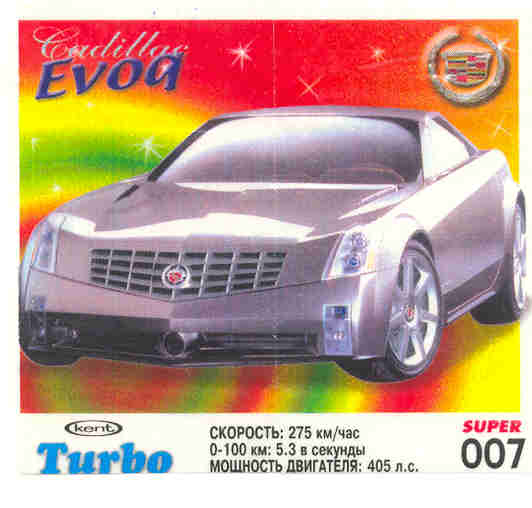 Cadillac
Evoq
kent
Turbo
СКОРОСТЬ: 275 км/час
0-100 км: 5.3 в секунды
МОЩНОСТЬ ДВИГАТЕЛЯ: 405 л.с.
SUPER
007